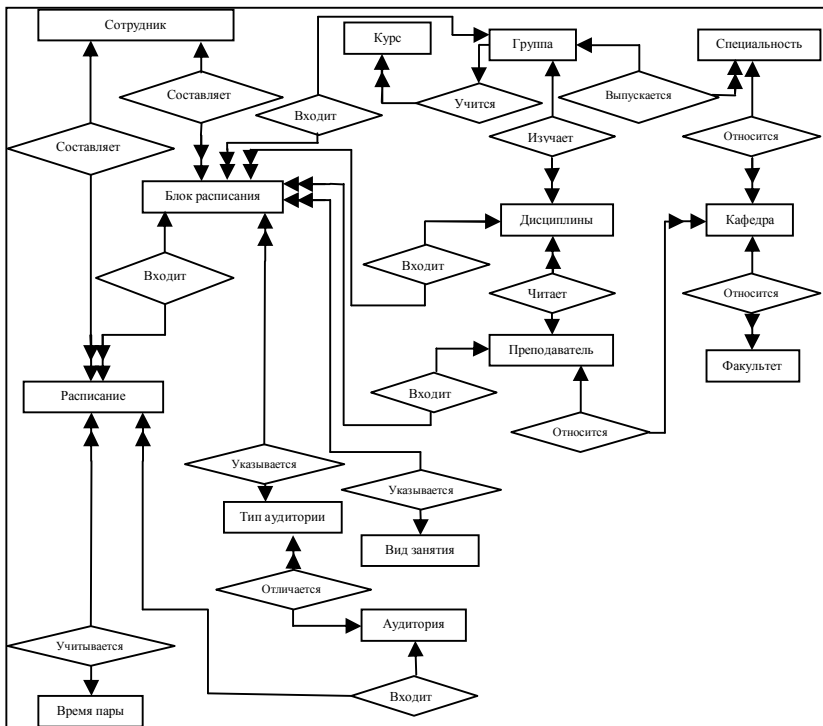 Сотрудник
Курс
Группа
Специальность
Составляет
Входит
Учится
Выпускается
Составляет
Изучает
Относится
Блок расписания
Дисциплины
Кафедра
Входит
Входит
Читает
Относится
Преподаватель
Факультет
Расписание
Входит
Относится
Указывается
Указывается
Тип аудитории
Вид занятия
Отличается
Аудитория
Учитывается
Входит
Время пары